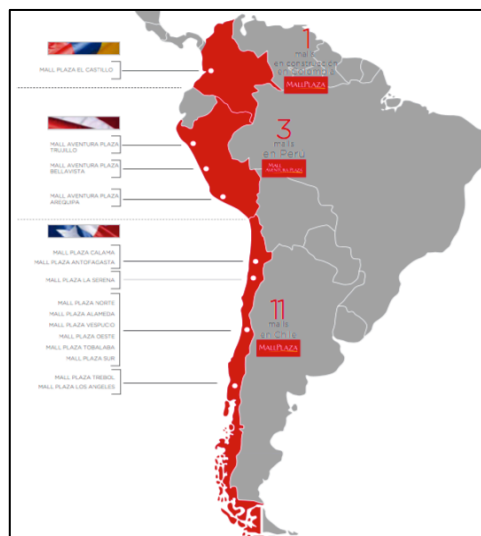 MALL PLAZA EL CASTILLO
1
malls
en construcción
en Colombia
MALLPLAZA
MALL AVENTURA PLAZA
TRUJILLO
MALL AVENTURA PLAZA
BELLAVISTA
MALL AVENTURA PLAZA
AREQUIPA
3
malls
en Perú
MALL
AVENTURA PLAZA
MALL PLAZA CALAMA
MALL PLAZA ANTOFAGASTA
MALL PLAZA LA SERENA
MALL PLAZA NORTE
MALL PLAZA ALAMEDA
MALL PLAZA VESPUCIO
MALL PLAZA OESTE
MALL PLAZA TOBALABA
MALL PLAZA SUR
11
malls
en Chile
MALLPLAZA
MALL PLAZA TREBOL
MALL PLAZA LOS ANGELES